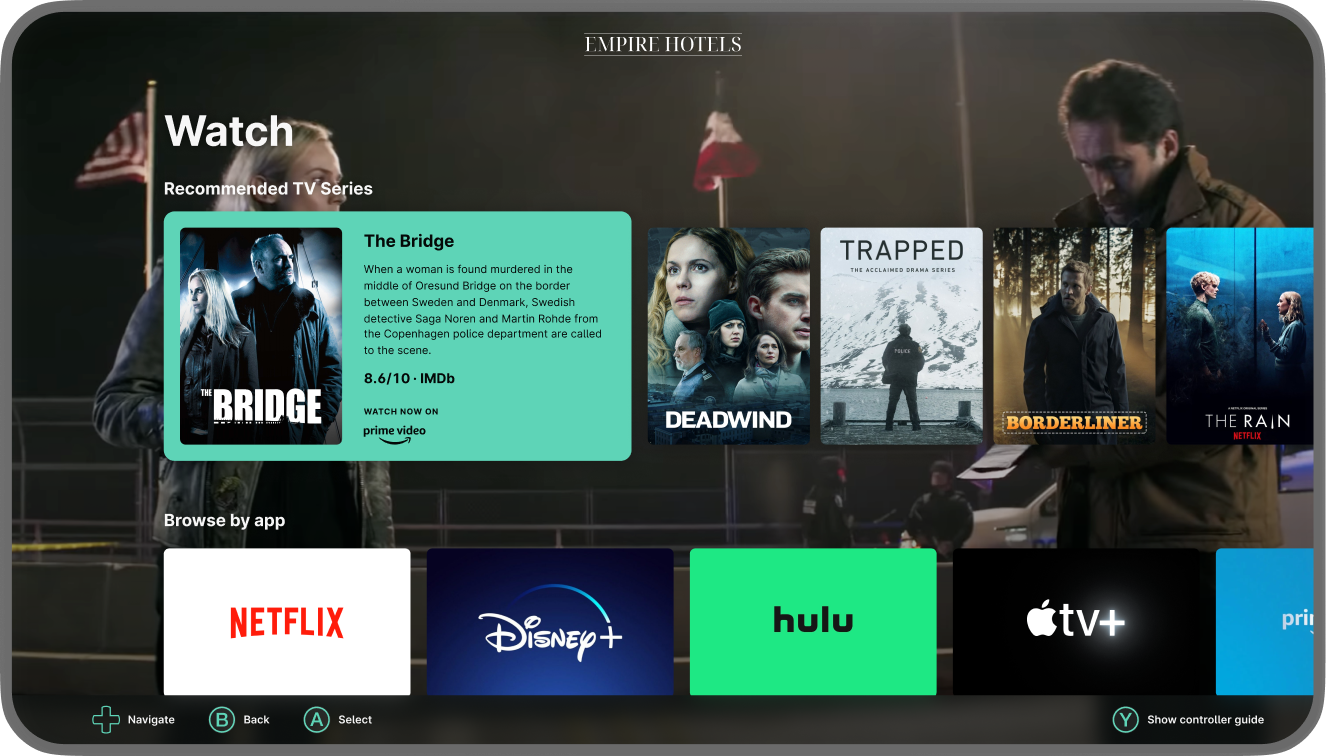 EMPIRE HOTELS
Watch
Recommended TV Series
The Bridge
When a woman is found murdered in the
middle of Oresund Bridge on the border
between Sweden and Denmark, Swedish
detective Saga Noren and Martin Rohde from
the Copenhagen police department are called
to the scene.
8.6/10 · IMDb
WATCH NOW ON
prime video
THE
BRIDGE
DEADWIND
TRAPPED
THE ACCLAIMED DRAMA SERIES
POLICE
BORDERLINER
A NETFLIX ORIGINAL SERIES
THE RAIN
NETFLIX
Browse by app
NETFLIX
Disney+
hulu
tv+
pri
Navigate
B Back
A Select
Y Show controller guide